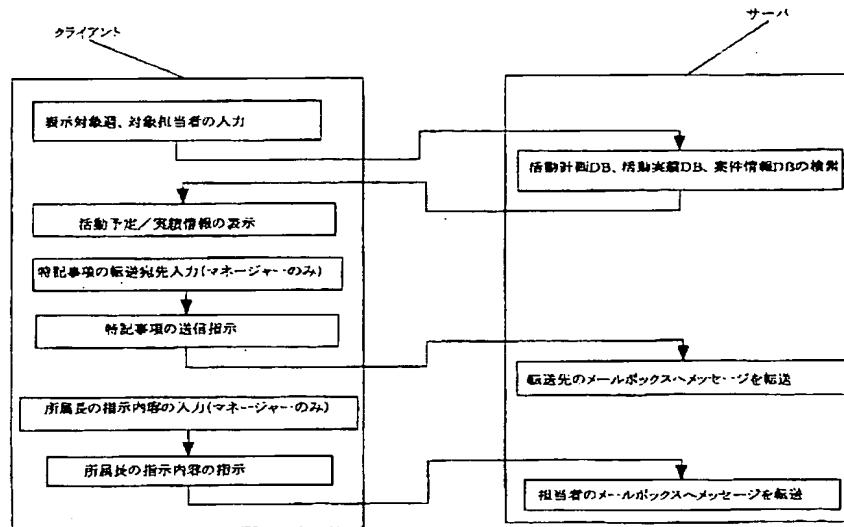 クライアント
サーバ
表示対象週、対象担当者の入力
活動計画DB、活動実績DB、案件情報DBの検索
活動予定/実績情報の表示
特記事項の転送宛先入力(マネージャーのみ)
特記事項の送信指示
転送先のメールボックスへメッセージを転送
所属長の指示内容の入力(マネージャーのみ)
所属長の指示内容の指示
担当者のメールボックスへメッセージを転送